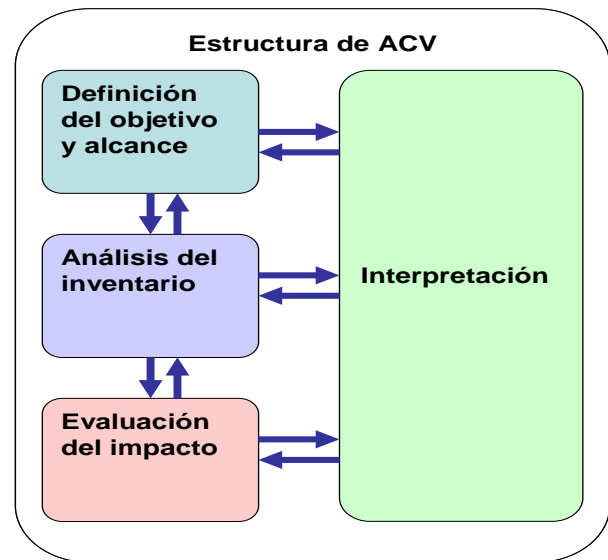 Estructura de ACV
Definición
del objetivo
y alcance
Análisis del
inventario
Interpretación
Evaluación
del impacto